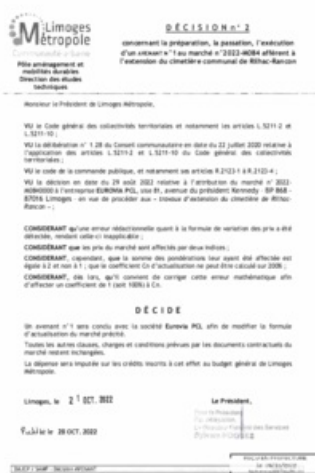 Limoges
Métropole
Pôle aménagement et
mobilités durables
Direction des études
techniques
DÉCISION n° 2
concernant la préparation, la passation, l'exécution
d'un AVENANT n°1 au marché n°2022-M084 afférent à
l'extension du cimetière communal de Rilhac-Rancon
Monsieur le Président de Limoges Métropole,
VU le Code général des collectivités territoriales et notamment les articles L.5211-2 et
L.5211-10 ;
VU la délibération n° 1.28 du Conseil communautaire en date du 22 juillet 2020 relative à
l'application des articles L.5211-2 et L.5211-10 du Code général des collectivités
territoriales ;
VU le code de la commande publique, et notamment ses articles R.2123-1 à R.2123-4 ;
VU la décision en date du 29 août 2022 relative à l'attribution du marché n° 2022-
M0840000 à l'entreprise EUROVIA PCL, sise 81, avenue du président Kennedy - BP 868 -
87016 Limoges - en vue de procéder aux « travaux d'extension du cimetière de Rilhac-
Rancon » ;
CONSIDERANT qu'une erreur rédactionnelle quant à la formule de variation des prix a été
détectée, rendant celle-ci inapplicable ;
CONSIDERANT que les prix du marché sont affectés par deux indices ;
CONSIDERANT, cependant, que la somme des pondérations leur ayant été affectée est
égale à 2 et non à 1 ; que le coefficient Cn d'actualisation ne peut être calculé sur 200% ;
CONSIDERANT, dès lors, qu'il convient de corriger cette erreur mathématique afin
d'affecter un coefficient de 1 (soit 100%) à Cn.
DÉCIDE
Un avenant n°1 sera conclu avec la société Eurovia PCL afin de modifier la formule
d'actualisation du marché précité.
Toutes les autres clauses, charges et conditions prévues par les documents contractuels du
marché restent inchangées.
La dépense sera imputée sur les crédits inscrits à cet effet au budget général de Limoges
Métropole.
Limoges, le 21 OCT. 2022
Le Président,
Publié le 28 OCT. 2022
Pour le Président